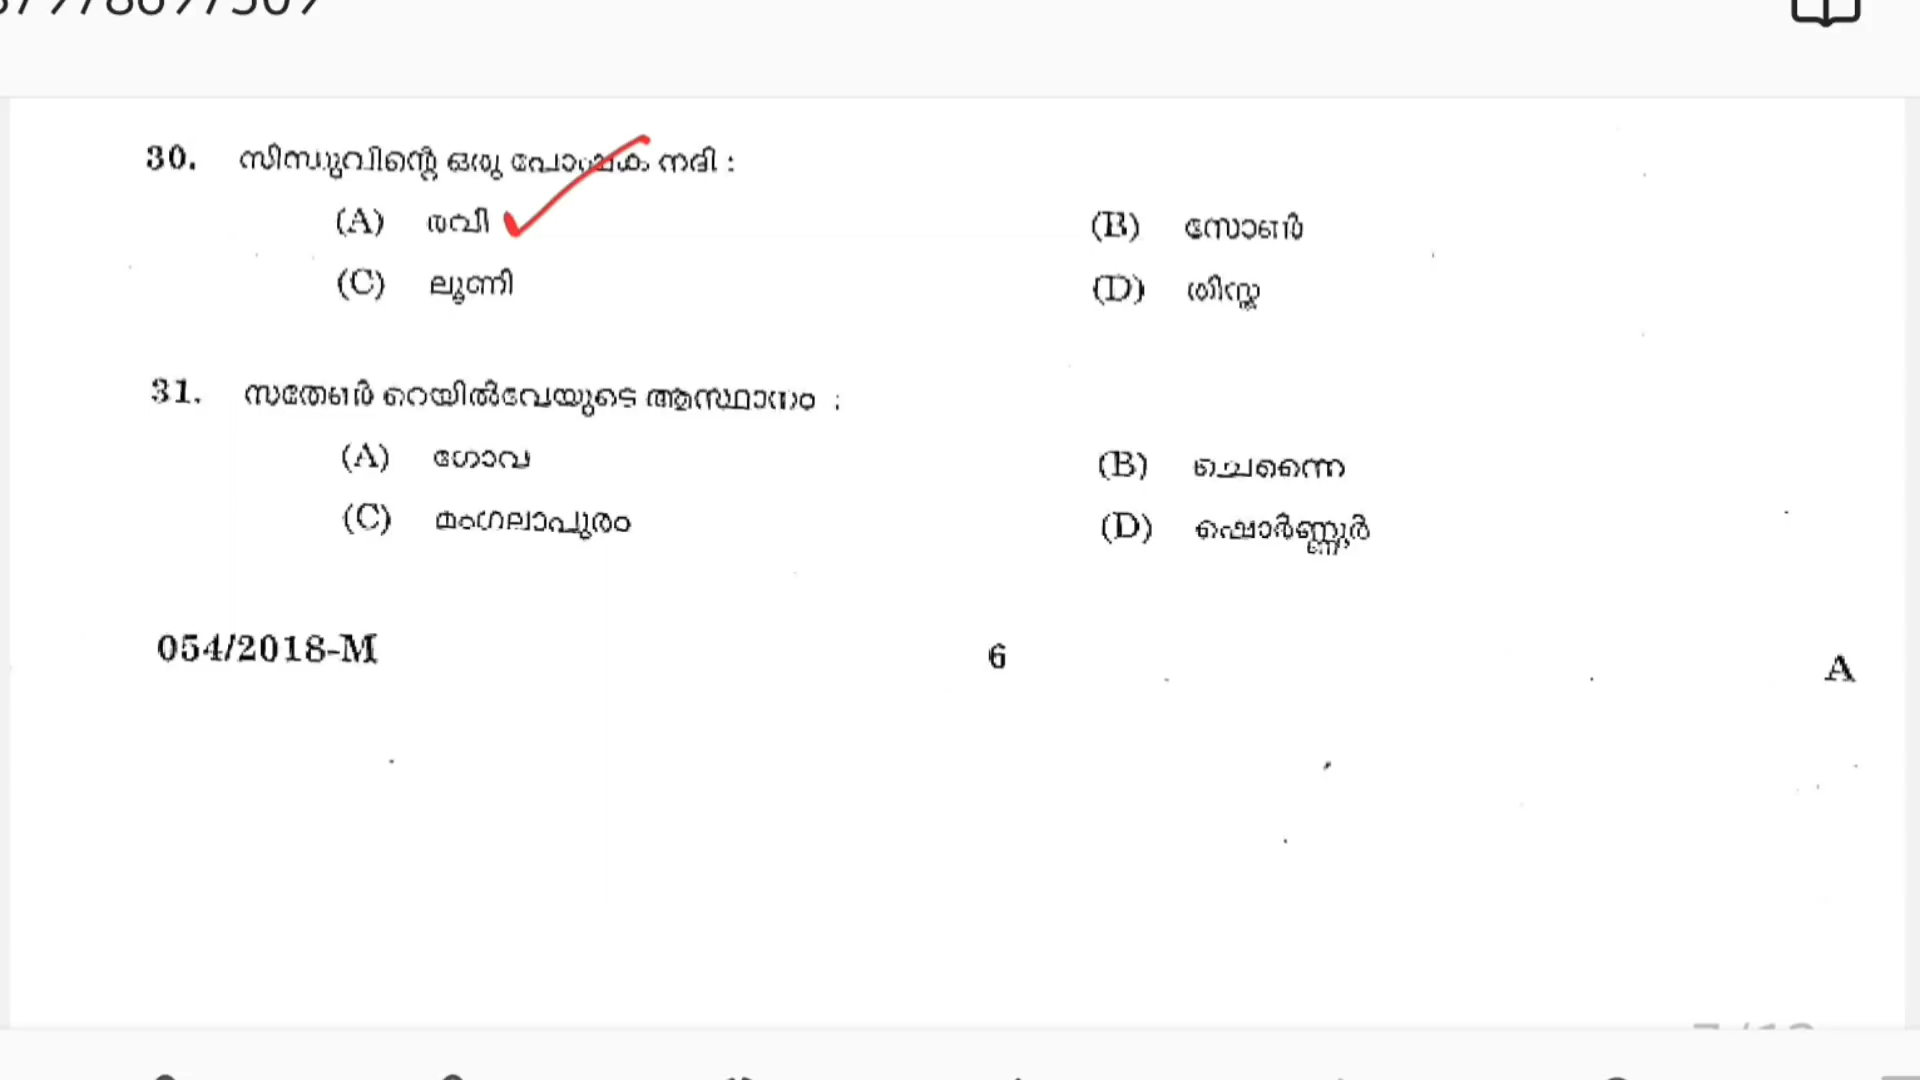 30. സിന്ധുവിന്റെ ഒരു പോഷക നദി :
(A) രവി (B) സോൺ
(C) ലൂണി (D) തിസ്ത
31. സതേൺ റെയിൽവേയുടെ ആസ്ഥാനം :
(A) ഗോവ (B) ചെന്നൈ
(C) മംഗലാപുരം (D) ഷൊർണ്ണൂർ
054/2018-M 6 A